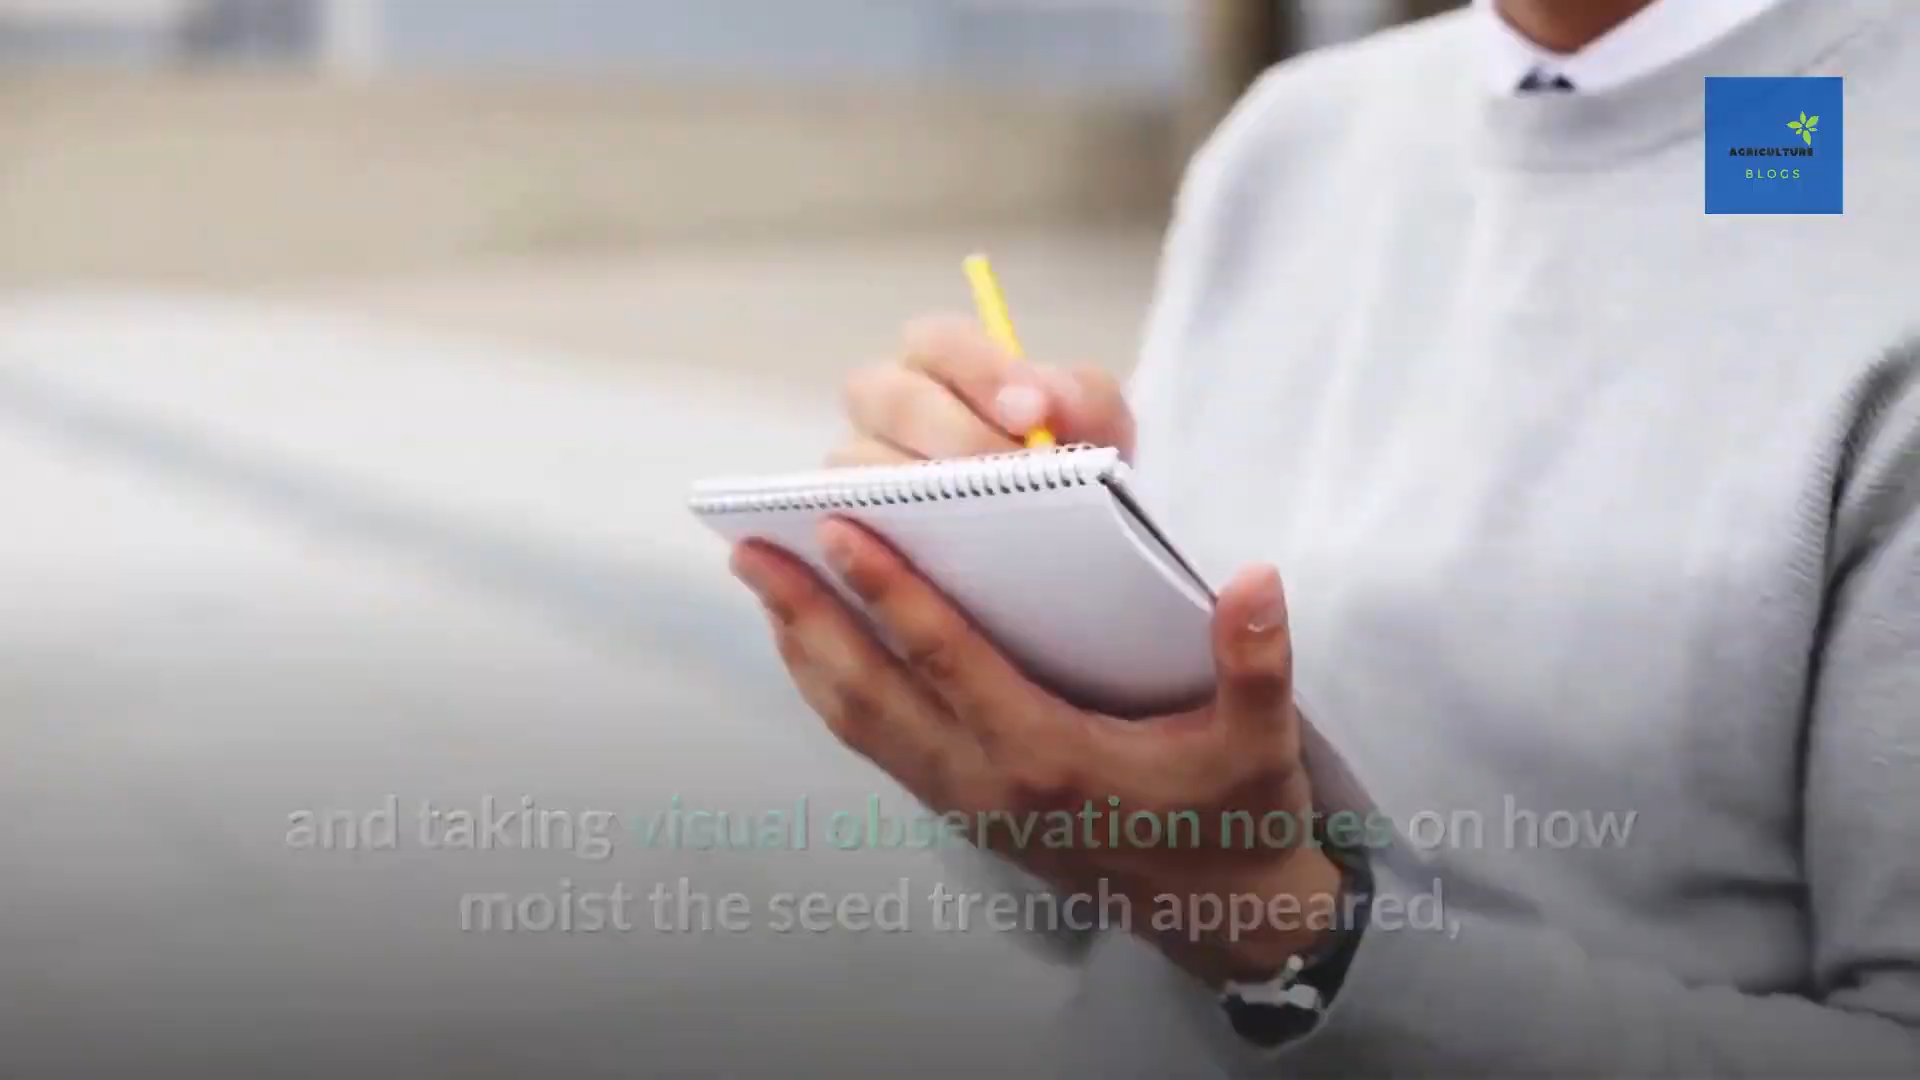 AGRICULTURE
BLOGS
and taking visual observation notes on how
moist the seed trench appeared,